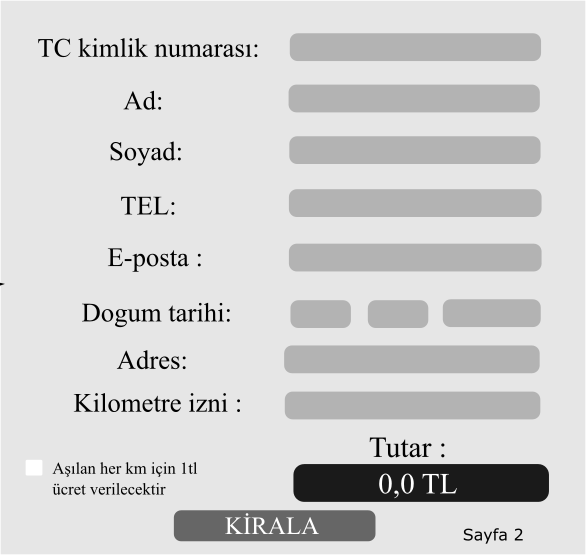 TC kimlik numarası:
Ad:
Soyad:
TEL:
E-posta :
Dogum tarihi:
Adres:
Kilometre izni :
Tutar :
Aşılan her km için 1tl
ücret verilecektir
0,0 TL
KİRALA
Sayfa 2